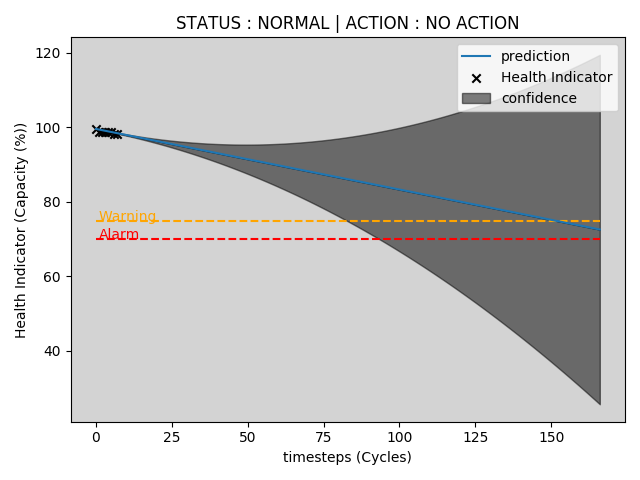 STATUS : NORMAL | ACTION : NO ACTION
Health Indicator (Capacity (%))
120
100
80
60
40
prediction
Health Indicator
confidence
Warning
Alarm
0
25
50
75
100
125
150
timesteps (Cycles)